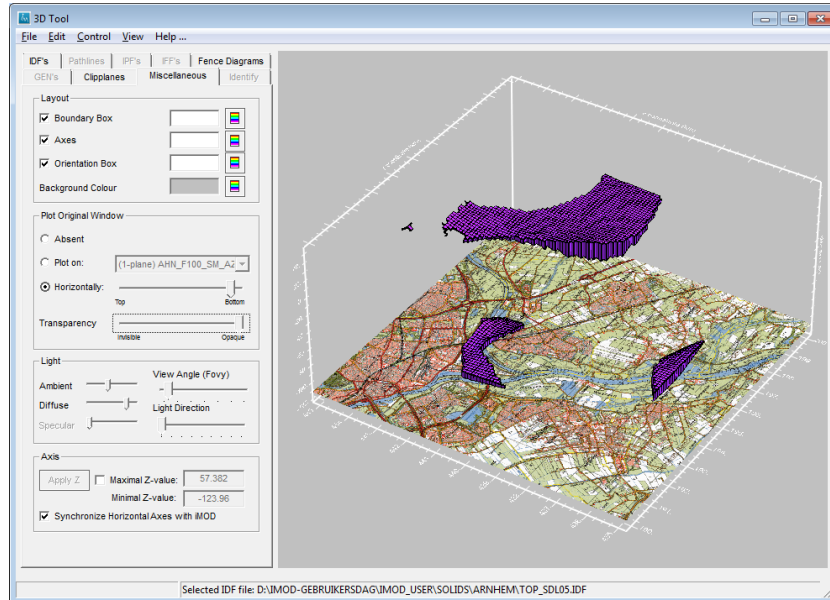 3D Tool
File Edit Control View Help ...
IDF's Pathlines IPF's IFF's Fence Diagrams
GEN's Clipplanes Miscellaneous Identify
Layout
Boundary Box
Axes
Orientation Box
Background Colour
Plot Original Window
Absent
Plot on: (1-plane) AHN_F100_SM_A2
Horizontally:
Top Bottom
Transparency
Invisible Opaque
Light
Ambient View Angle (Fovy)
Diffuse Light Direction
Specular
Axis
Apply Z Maximal Z-value: 57.382
Minimal Z-value: -123.96
Synchronize Horizontal Axes with iMOD
Selected IDF file: D:\IMOD-GEBRUIKERSDAG\IMOD_USER\SOLIDS\ARNHEM\TOP_SDL05.IDF